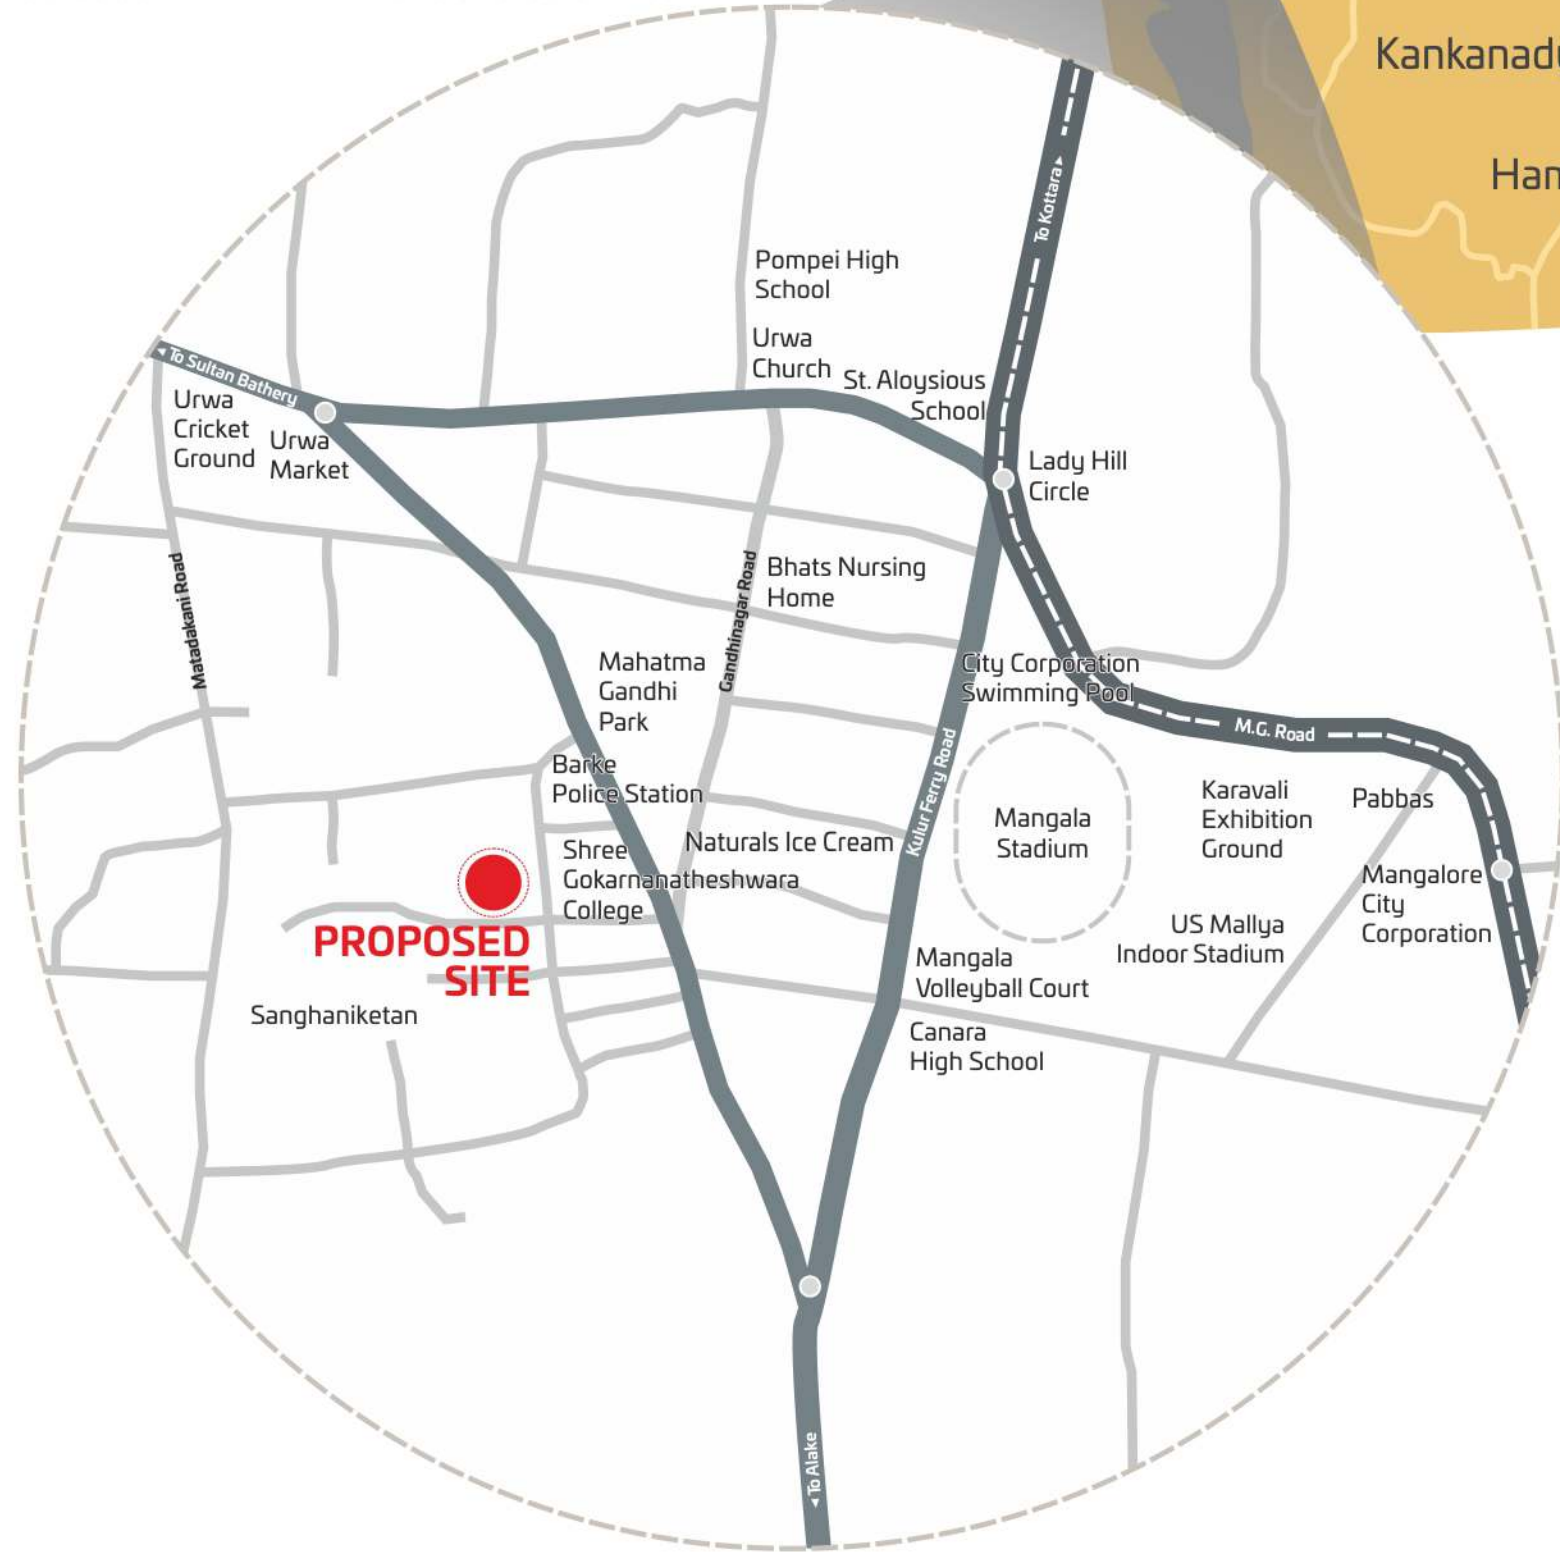 Kankanad
Han
To Kottara
Pompei High
School
Urwa
Church
St. Aloysious
School
To Sultan Bathery
Urwa
Cricket
Ground
Urwa
Market
Lady Hill
Circle
Matadakani Road
Gandhinagar Road
Bhats Nursing
Home
Mahatma
Gandhi
Park
City Corporation
Swimming Pool
M.G. Road
Kulur Ferry Road
Barke
Police Station
Mangala
Stadium
Karavali
Exhibition
Ground
Pabbas
Naturals Ice Cream
Shree
Gokarnanatheshwara
College
Mangalore
City
Corporation
US Mallya
Indoor Stadium
PROPOSED
SITE
Mangala
Volleyball Court
Sanghaniketan
Canara
High School
To Alake